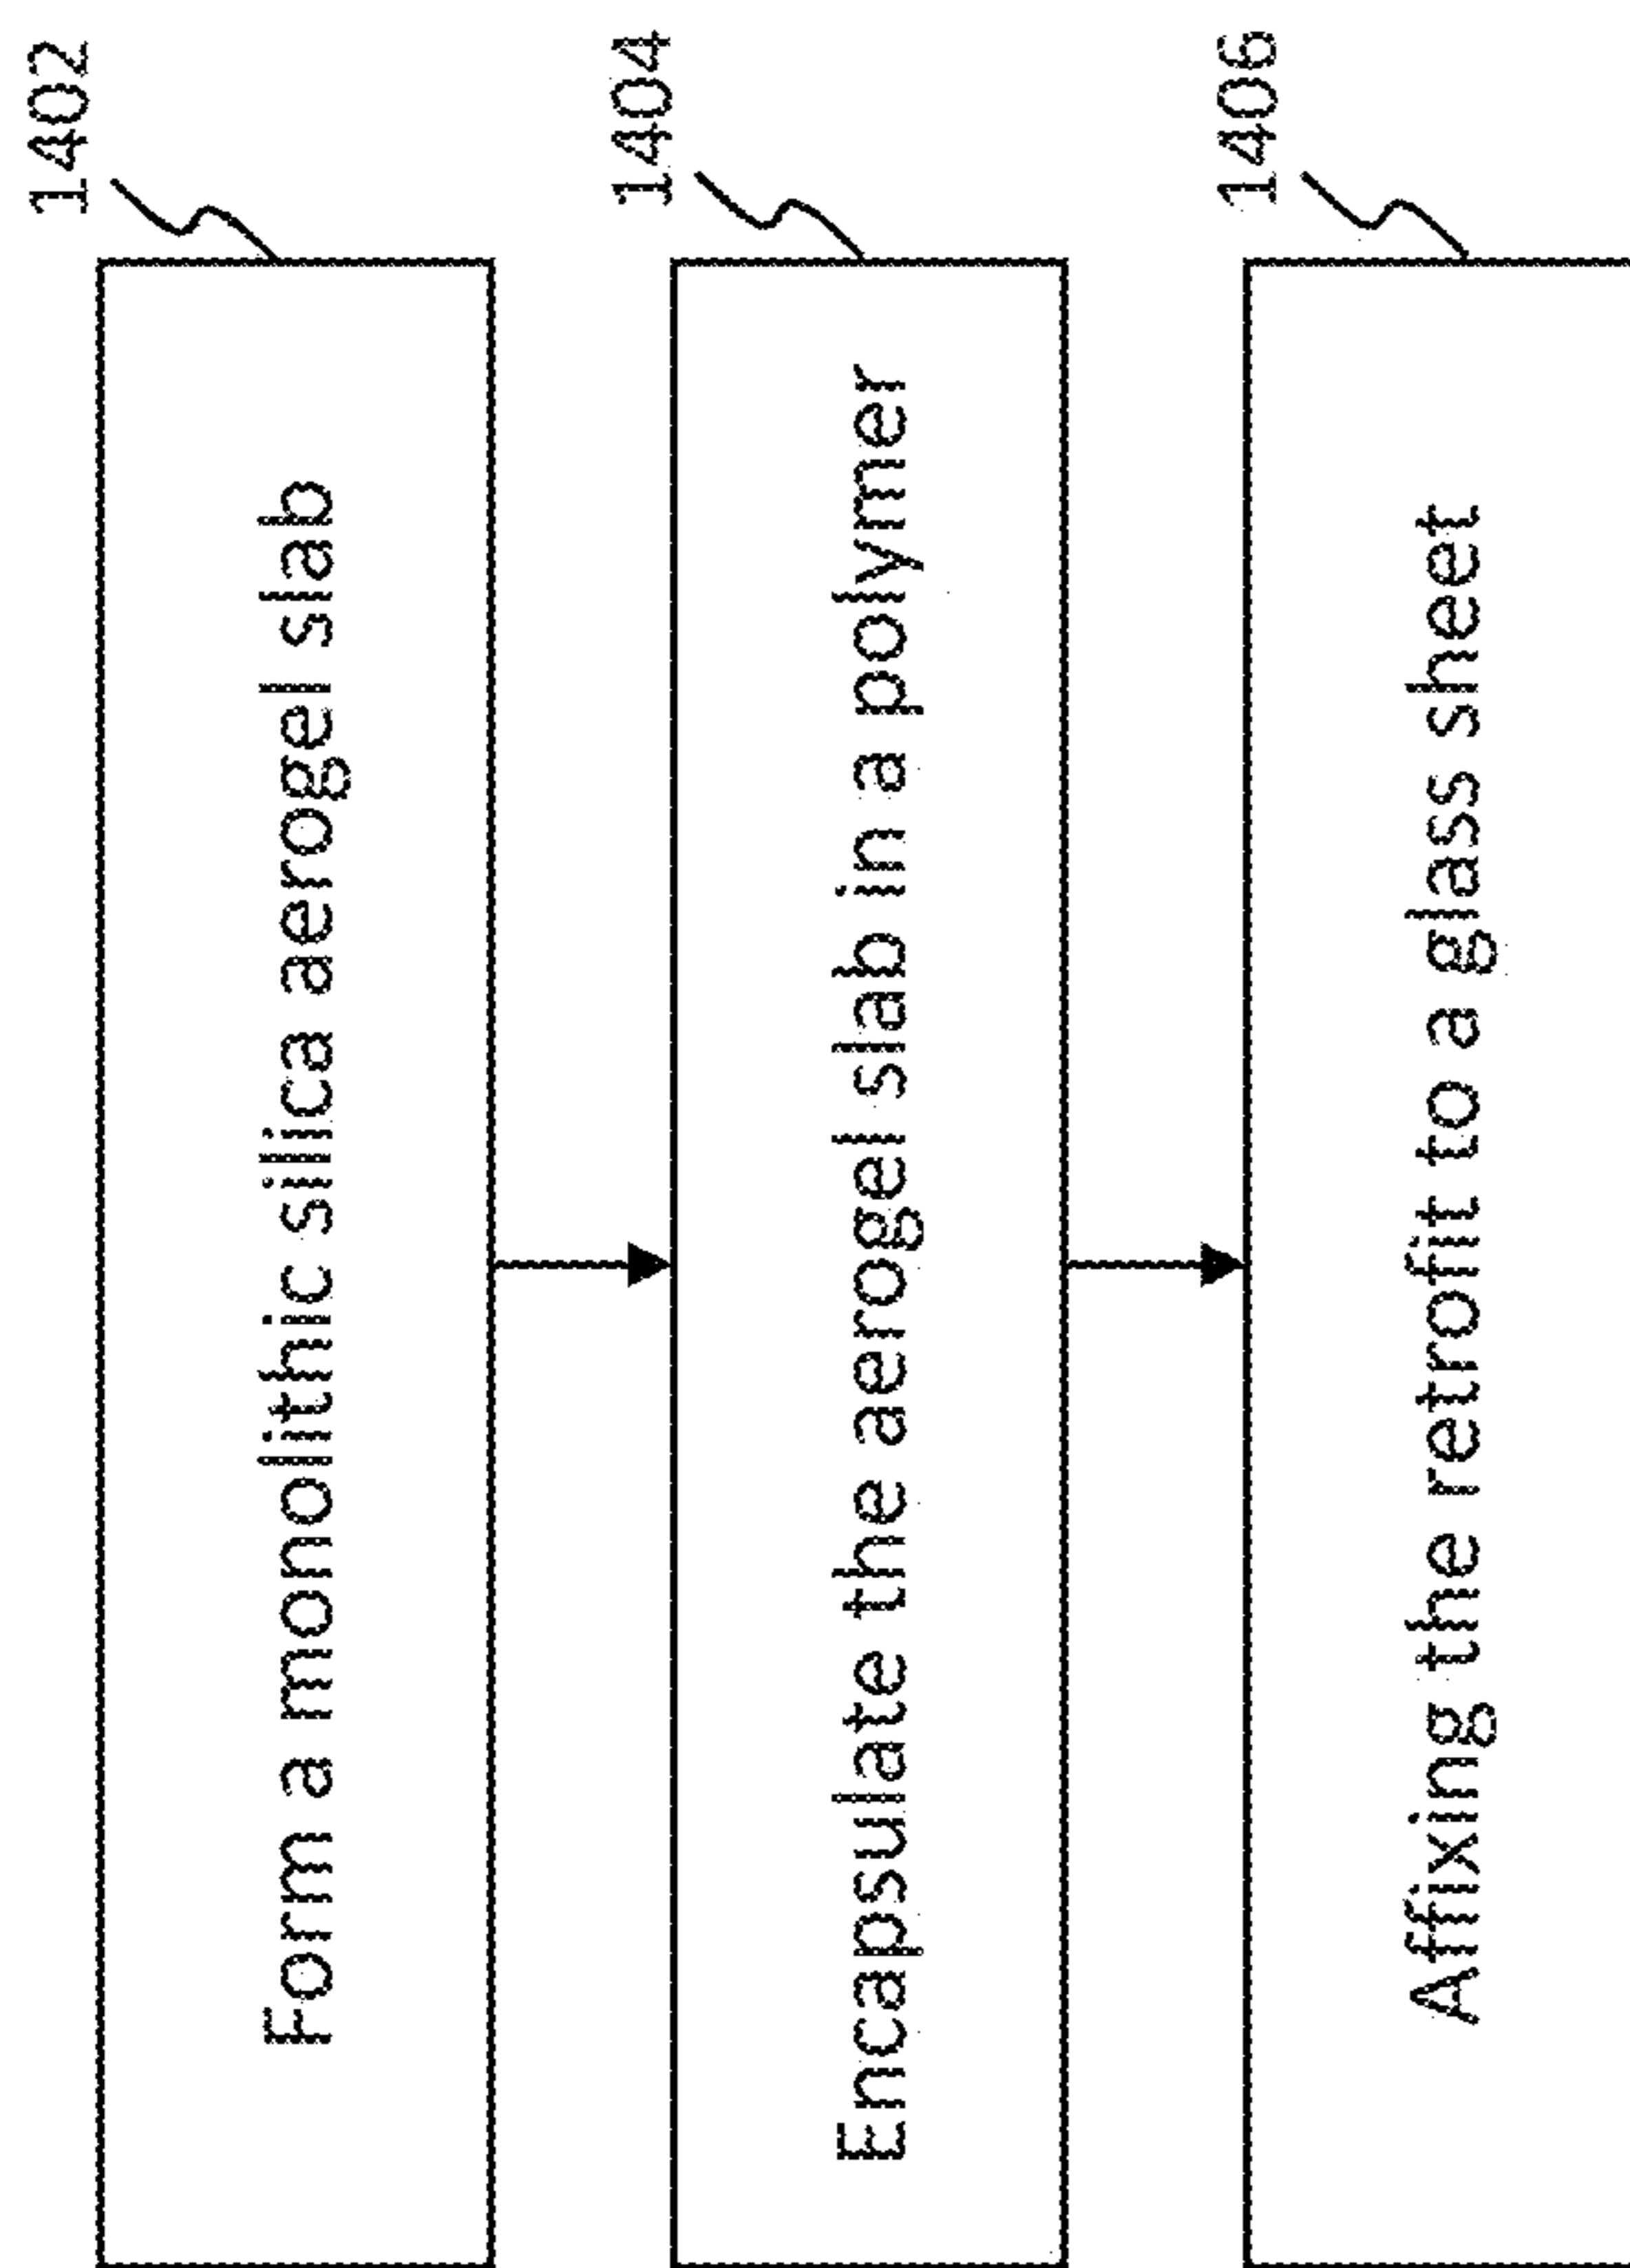 1402
Form a monolithic silica aerogel slab
1404
Encapsulate the aerogel slab in a polymer
1406
Affixing the retrofit to a glass sheet